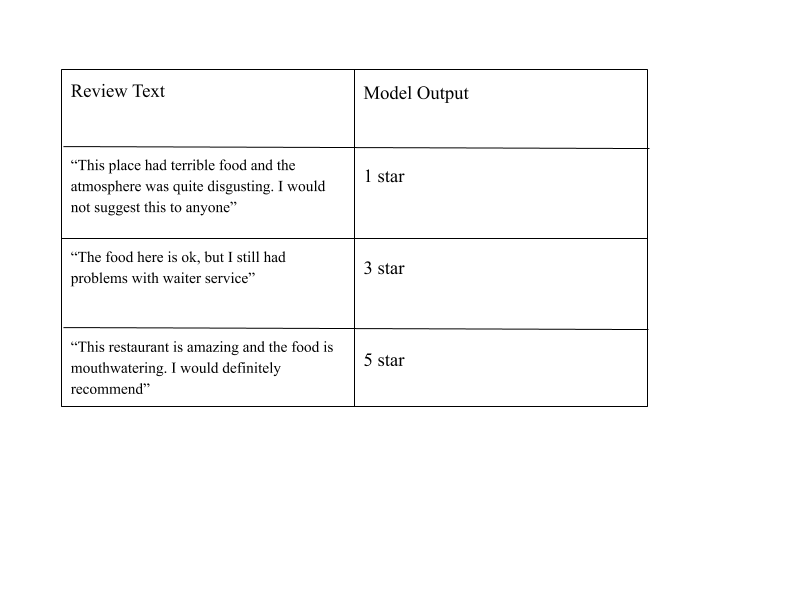 Review Text
Model Output
“This place had terrible food and the
atmosphere was quite disgusting. I would
not suggest this to anyone”
1 star
“The food here is ok, but I still had
problems with waiter service”
3 star
“This restaurant is amazing and the food is
mouthwatering. I would definitely
recommend”
5 star